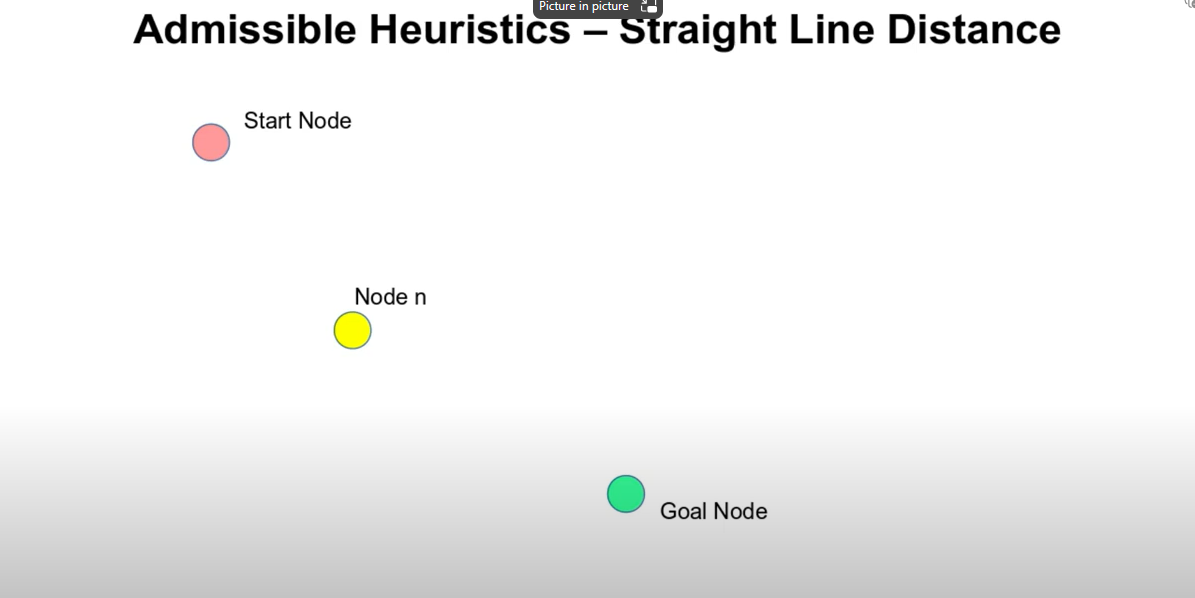 Picture in picture
Admissible Heuristics – Straight Line Distance
Start Node
Node n
Goal Node